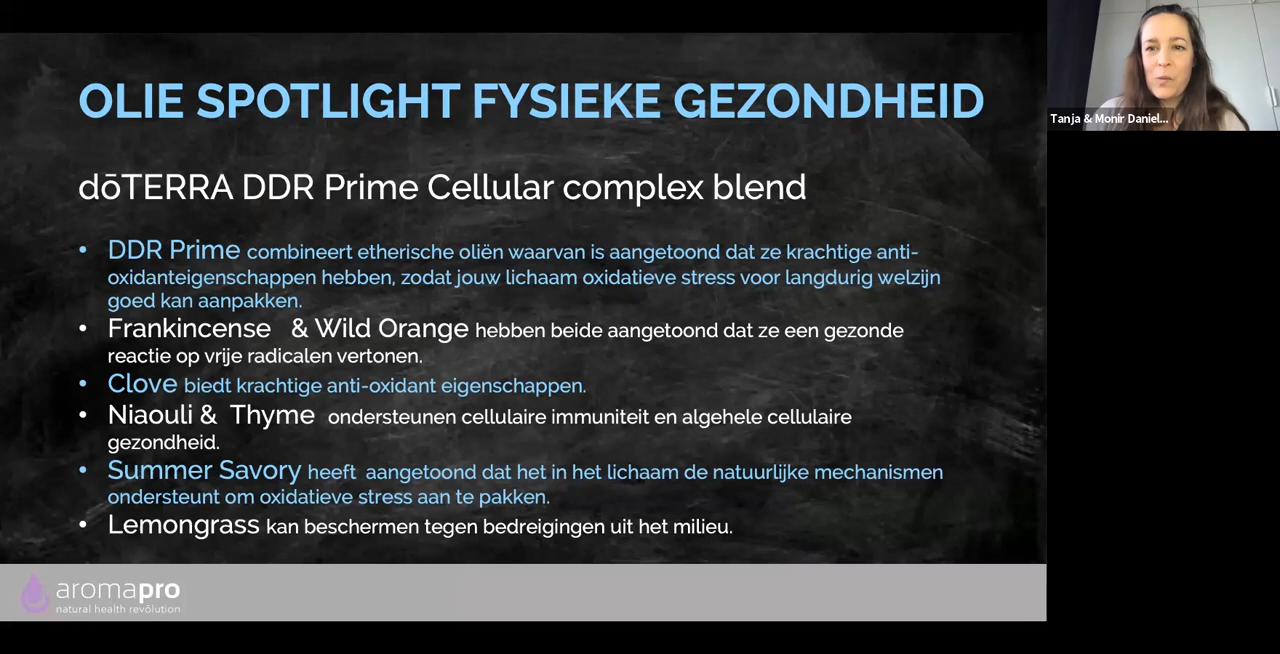 OLIE SPOTLIGHT FYSIEKE GEZONDHEID
dōTERRA DDR Prime Cellular complex blend
• DDR Prime combineert etherische oliën waarvan is aangetoond dat ze krachtige anti-
oxidanteigenschappen hebben, zodat jouw lichaam oxidatieve stress voor langdurig welzijn
goed kan aanpakken.
• Frankincense & Wild Orange hebben beide aangetoond dat ze een gezonde
reactie op vrije radicalen vertonen.
• Clove biedt krachtige anti-oxidant eigenschappen.
• Niaouli & Thyme ondersteunen cellulaire immuniteit en algehele cellulaire
gezondheid.
• Summer Savory heeft aangetoond dat het in het lichaam de natuurlijke mechanismen
ondersteunt om oxidatieve stress aan te pakken.
• Lemongrass kan beschermen tegen bedreigingen uit het milieu.
aromapro
natural health revōlution
Tanja & Monir Daniel...